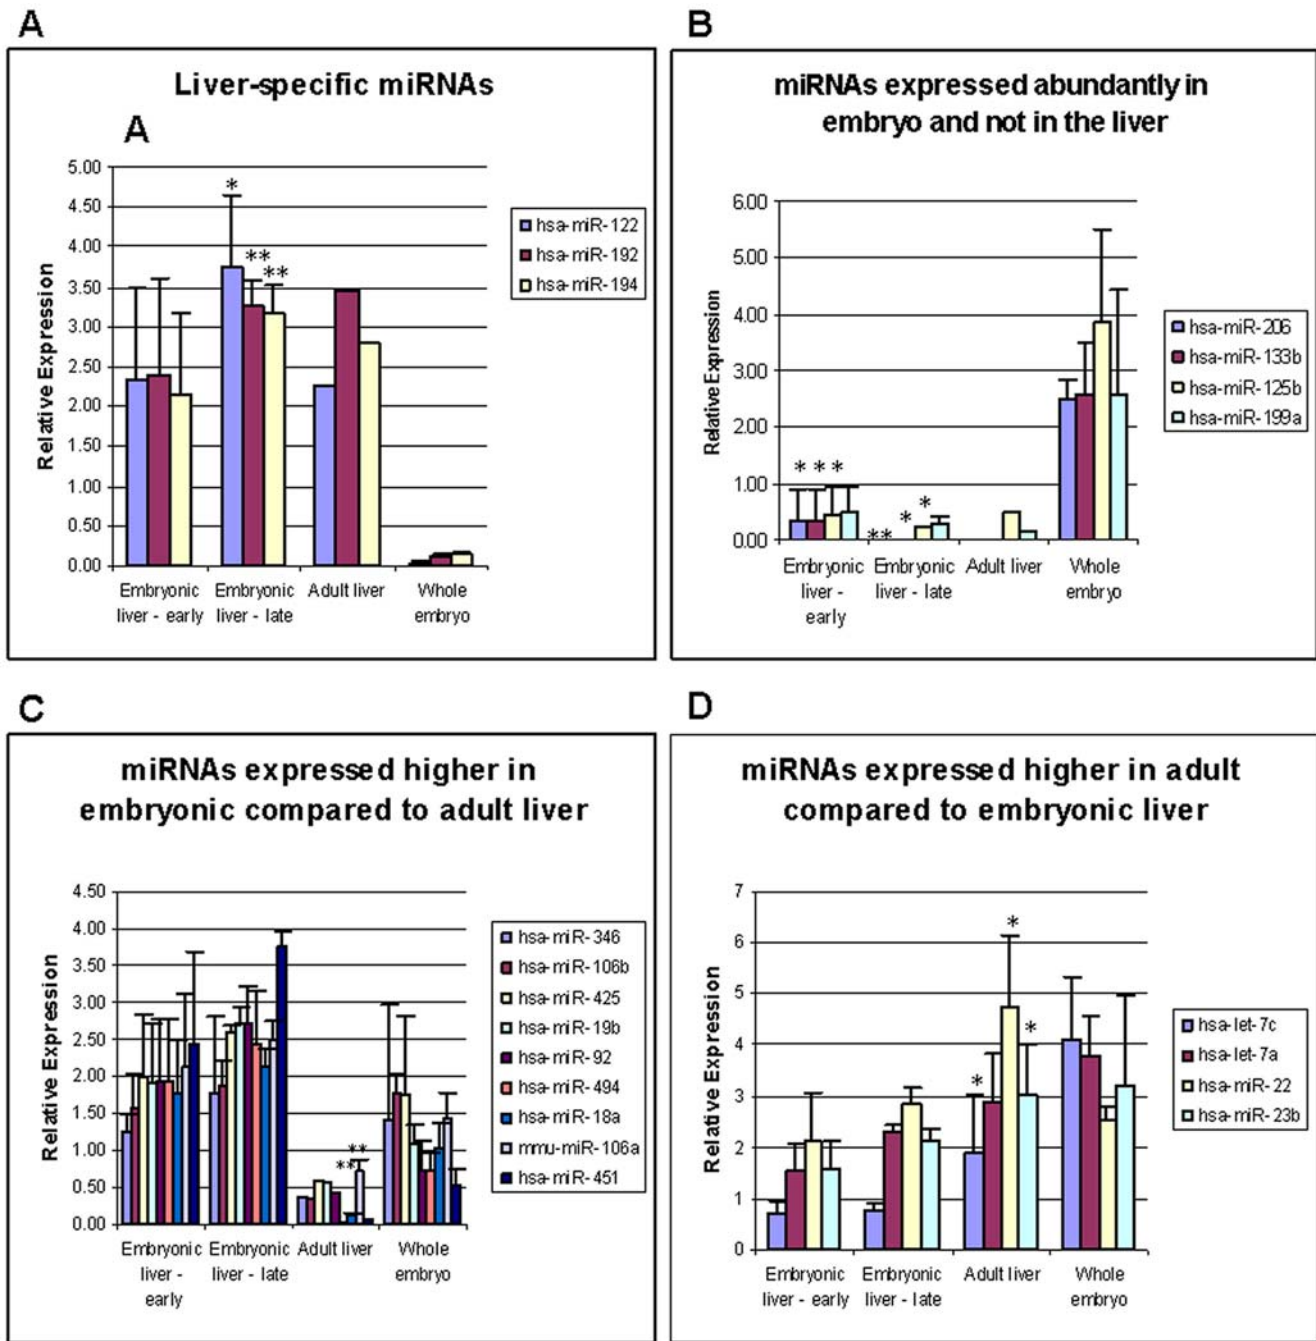 A
Liver-specific miRNAs
A
5.00
4.50
4.00
3.50
3.00
2.50
2.00
1.50
1.00
0.50
0.00
Relative Expression
*
**
**
Embryonic
liver - early
Embryonic
liver - late
Adult liver
Whole
embryo
hsa-miR-122
hsa-miR-192
hsa-miR-194
B
miRNAs expressed abundantly in
embryo and not in the liver
6.00
5.00
4.00
3.00
2.00
1.00
0.00
Relative Expression
* * *
**
*
*
Embryonic
liver -
early
Embryonic
liver - late
Adult liver
Whole
embryo
hsa-miR-206
hsa-miR-133b
hsa-miR-125b
hsa-miR-199a
C
miRNAs expressed higher in
embryonic compared to adult liver
4.50
4.00
3.50
3.00
2.50
2.00
1.50
1.00
0.50
0.00
Relative Expression
**
**
Embryonic
liver -
early
Embryonic
liver - late
Adult liver
Whole
embryo
hsa-miR-346
hsa-miR-106b
hsa-miR-425
hsa-miR-19b
hsa-miR-92
hsa-miR-494
hsa-miR-18a
mmu-miR-106a
hsa-miR-451
D
miRNAs expressed higher in adult
compared to embryonic liver
7
6
5
4
3
2
1
0
Relative Expression
*
*
*
Embryonic
liver - early
Embryonic
liver - late
Adult liver
Whole
embryo
hsa-let-7c
hsa-let-7a
hsa-miR-22
hsa-miR-23b